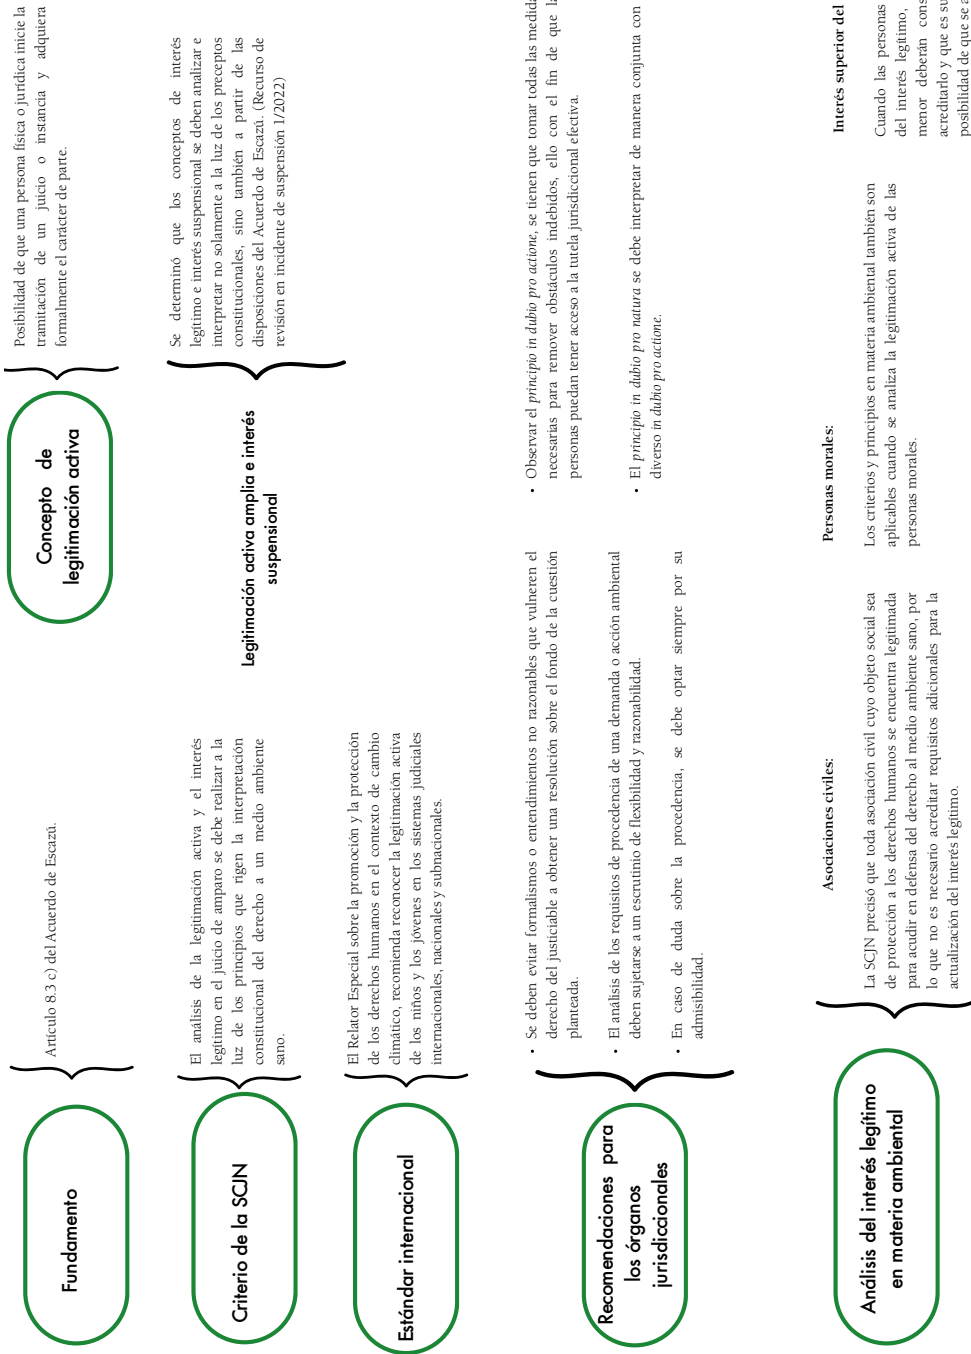 Fundamento
Artículo 8.3 c) del Acuerdo de Escazú.
Concepto de
legitimación activa
Posibilidad de que una persona física o jurídica inicie la
tramitación de un juicio o instancia y adquiera
formalmente el carácter de parte.
Criterio de la SCJN
El análisis de la legitimación activa y el interés
legítimo en el juicio de amparo se debe realizar a la
luz de los principios que rigen la interpretación
constitucional del derecho a un medio ambiente
sano.
Legitimación activa amplia e interés
suspensional
Se determinó que los conceptos de interés
legítimo e interés suspensional se deben analizar e
interpretar no solamente a la luz de los preceptos
constitucionales, sino también a partir de las
disposiciones del Acuerdo de Escazú. (Recurso de
revisión en incidente de suspensión 1/2022)
Estándar internacional
El Relator Especial sobre la promoción y la protección
de los derechos humanos en el contexto de cambio
climático, recomienda reconocer la legitimación activa
de los niños y los jóvenes en los sistemas judiciales
internacionales, nacionales y subnacionales.
Recomendaciones para
los órganos
jurisdiccionales
• Se deben evitar formalismos o entendimientos no razonables que vulneren el
derecho del justiciable a obtener una resolución sobre el fondo de la cuestión
planteada.
• El análisis de los requisitos de procedencia de una demanda o acción ambiental
deben sujetarse a un escrutinio de flexibilidad y razonabilidad.
• En caso de duda sobre la procedencia, se debe optar siempre por su
admisibilidad.
• Observar el principio in dubio pro actione, se tienen que tomar todas las medida
necesarias para remover obstáculos indebidos, ello con el fin de que la
personas puedan tener acceso a la tutela jurisdiccional efectiva.
• El principio in dubio pro natura se debe interpretar de manera conjunta con
diverso in dubio pro actione.
Análisis del interés legítimo
en materia ambiental
Asociaciones civiles:
La SCJN precisó que toda asociación civil cuyo objeto social sea
de protección a los derechos humanos se encuentra legitimada
para acudir en defensa del derecho al medio ambiente sano, por
lo que no es necesario acreditar requisitos adicionales para la
actualización del interés legítimo.
Personas morales:
Los criterios y principios en materia ambiental también son
aplicables cuando se analiza la legitimación activa de las
personas morales.
Interés superior del
Cuando las personas
del interés legítimo,
menor deberán cons
acreditarlo y que es su
posibilidad de que se a